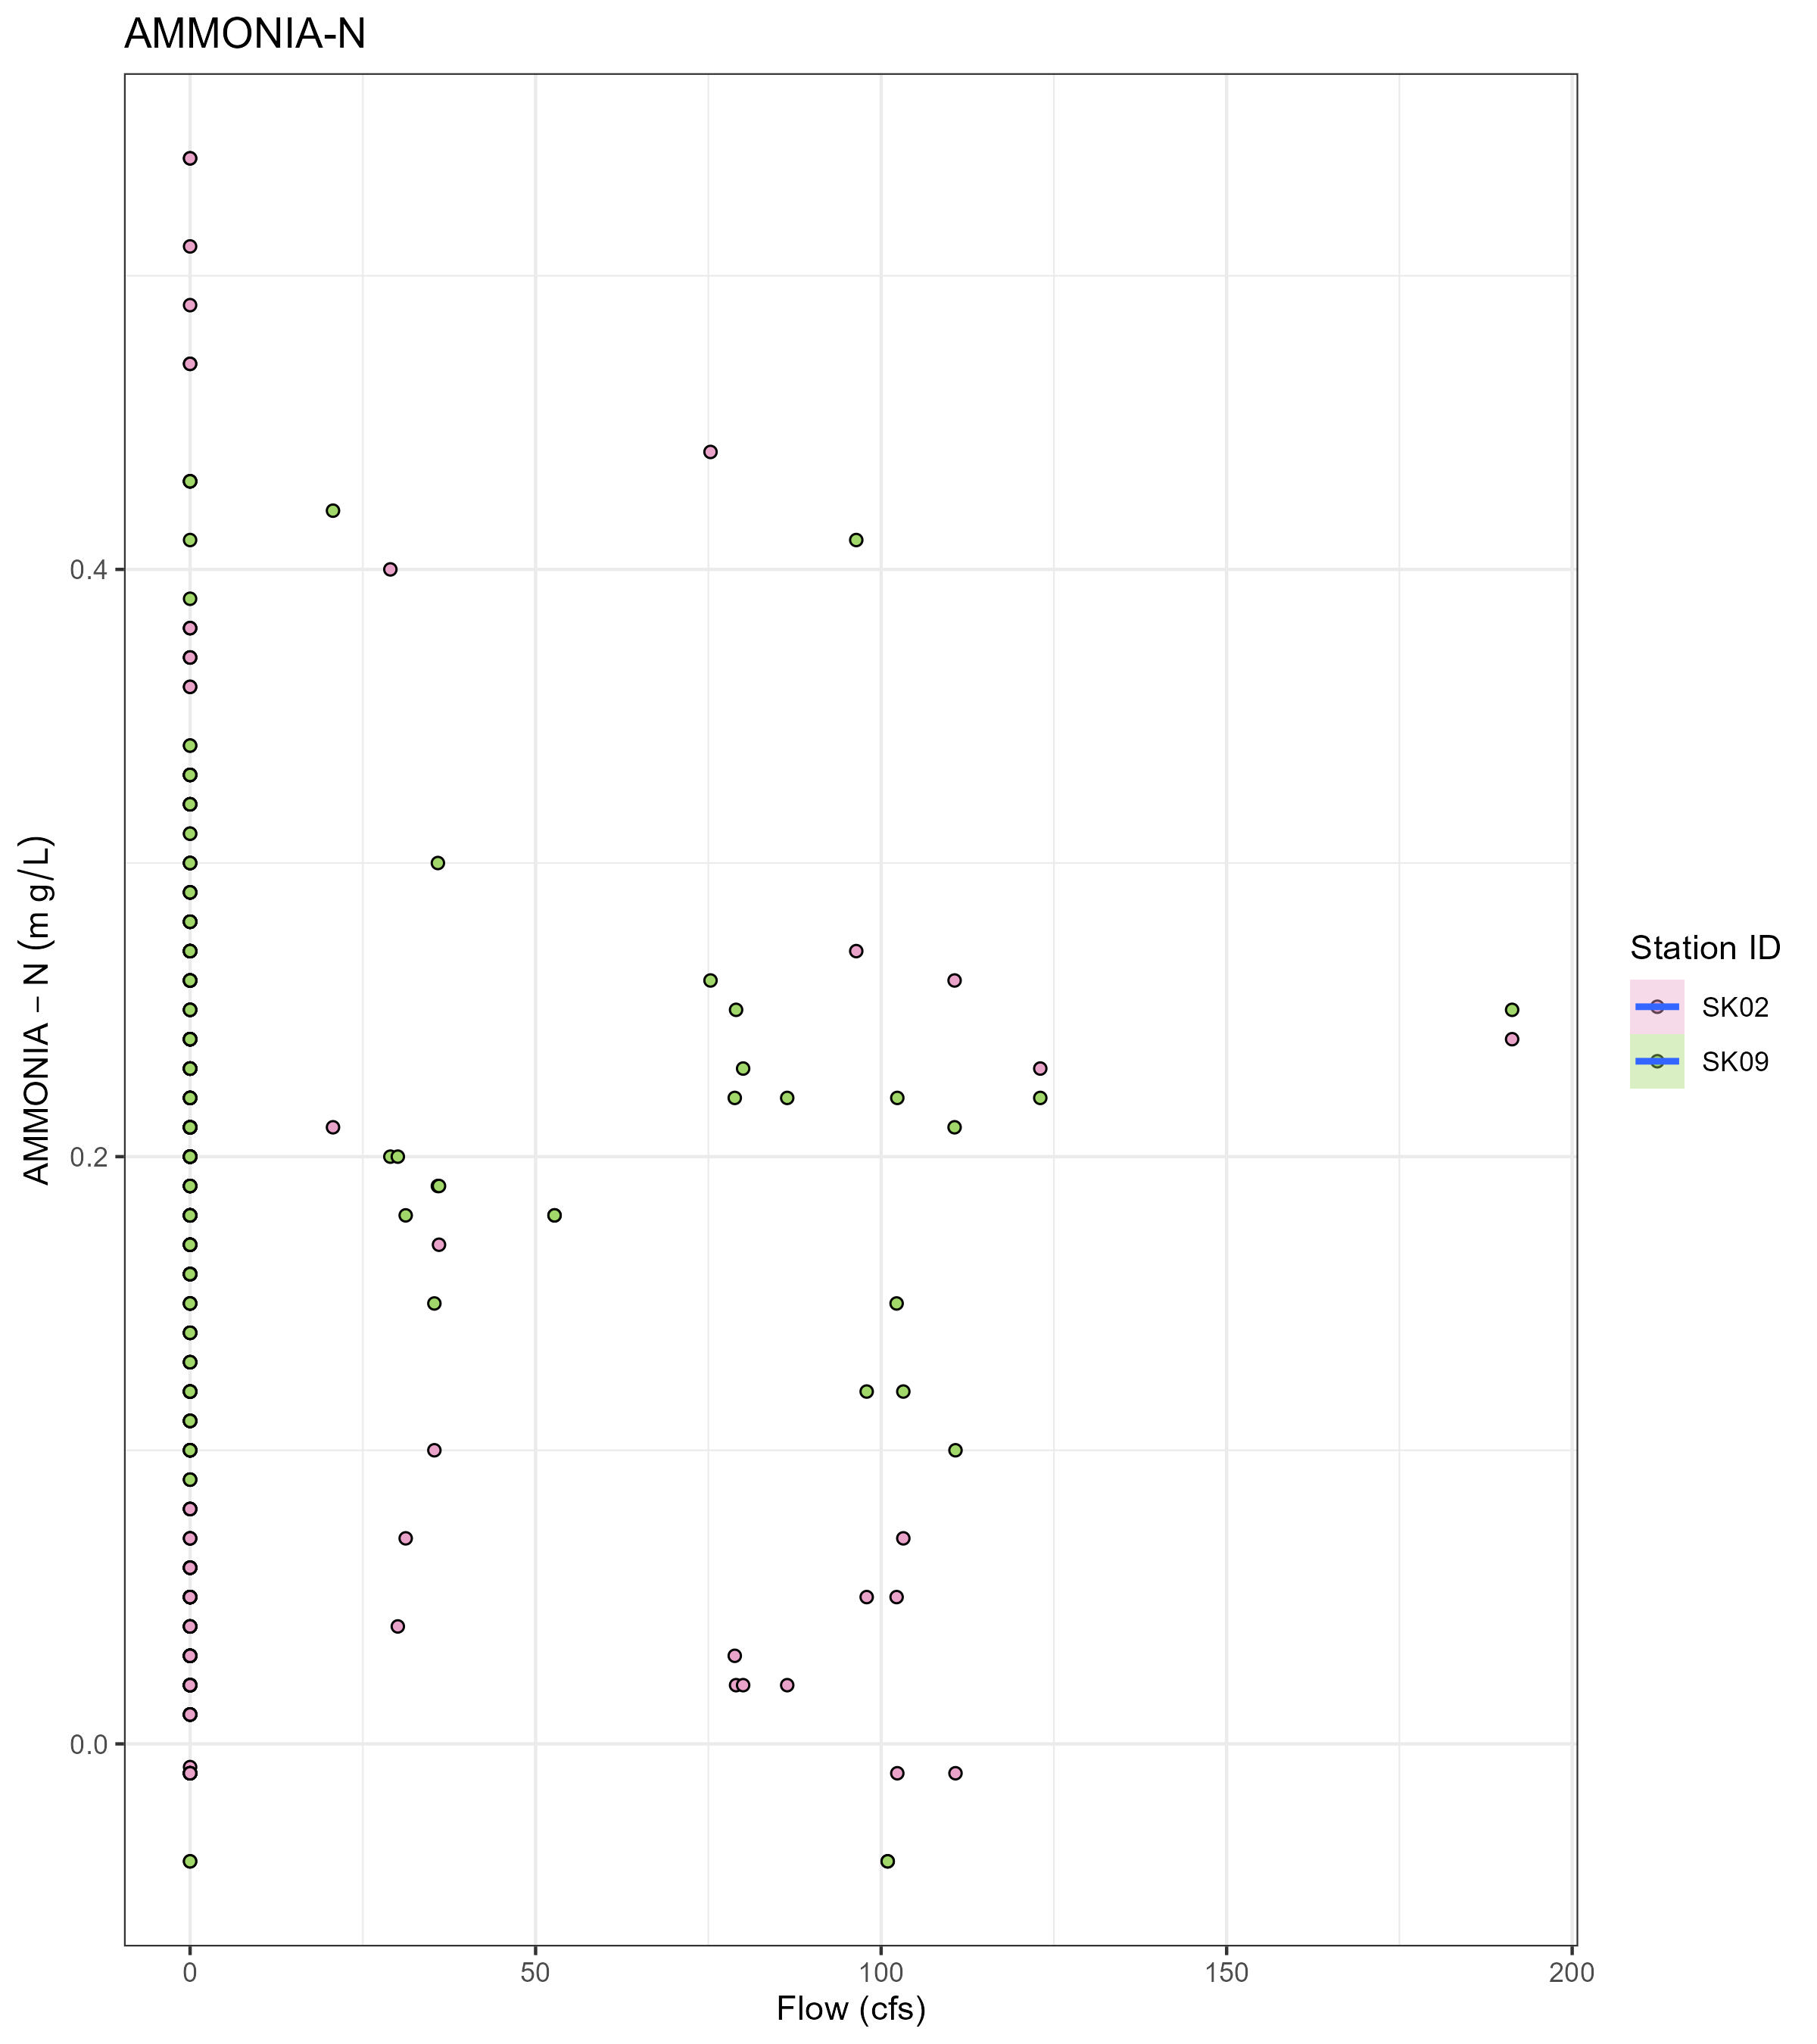 AMMONIA-N
AMMONIA – N (m g/L)
0.4
0.2
0.0
0 50 100 150 200
Flow (cfs)
Station ID
SK02
SK09